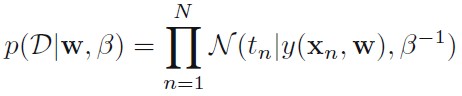 p(𝒟|𝐰, β) = ∏_{n=1}^{N} 𝒩(t_n|y(𝐱_n, 𝐰), β^{−1})